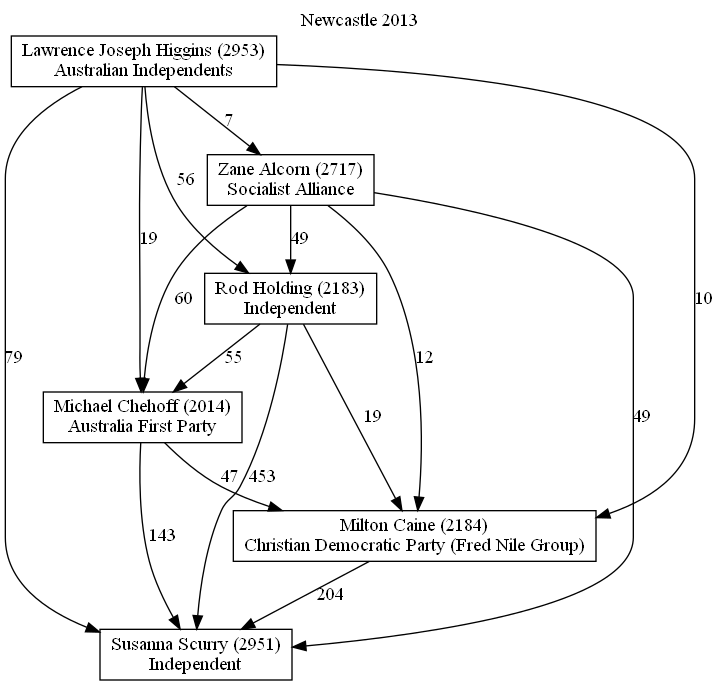 Newcastle 2013
Lawrence Joseph Higgins (2953)
Australian Independents
7
Zane Alcorn (2717)
Socialist Alliance
56
19
49
60
Rod Holding (2183)
Independent
10
79
55
12
Michael Chehoff (2014)
Australia First Party
19
49
47
453
Milton Caine (2184)
Christian Democratic Party (Fred Nile Group)
143
204
Susanna Scurry (2951)
Independent